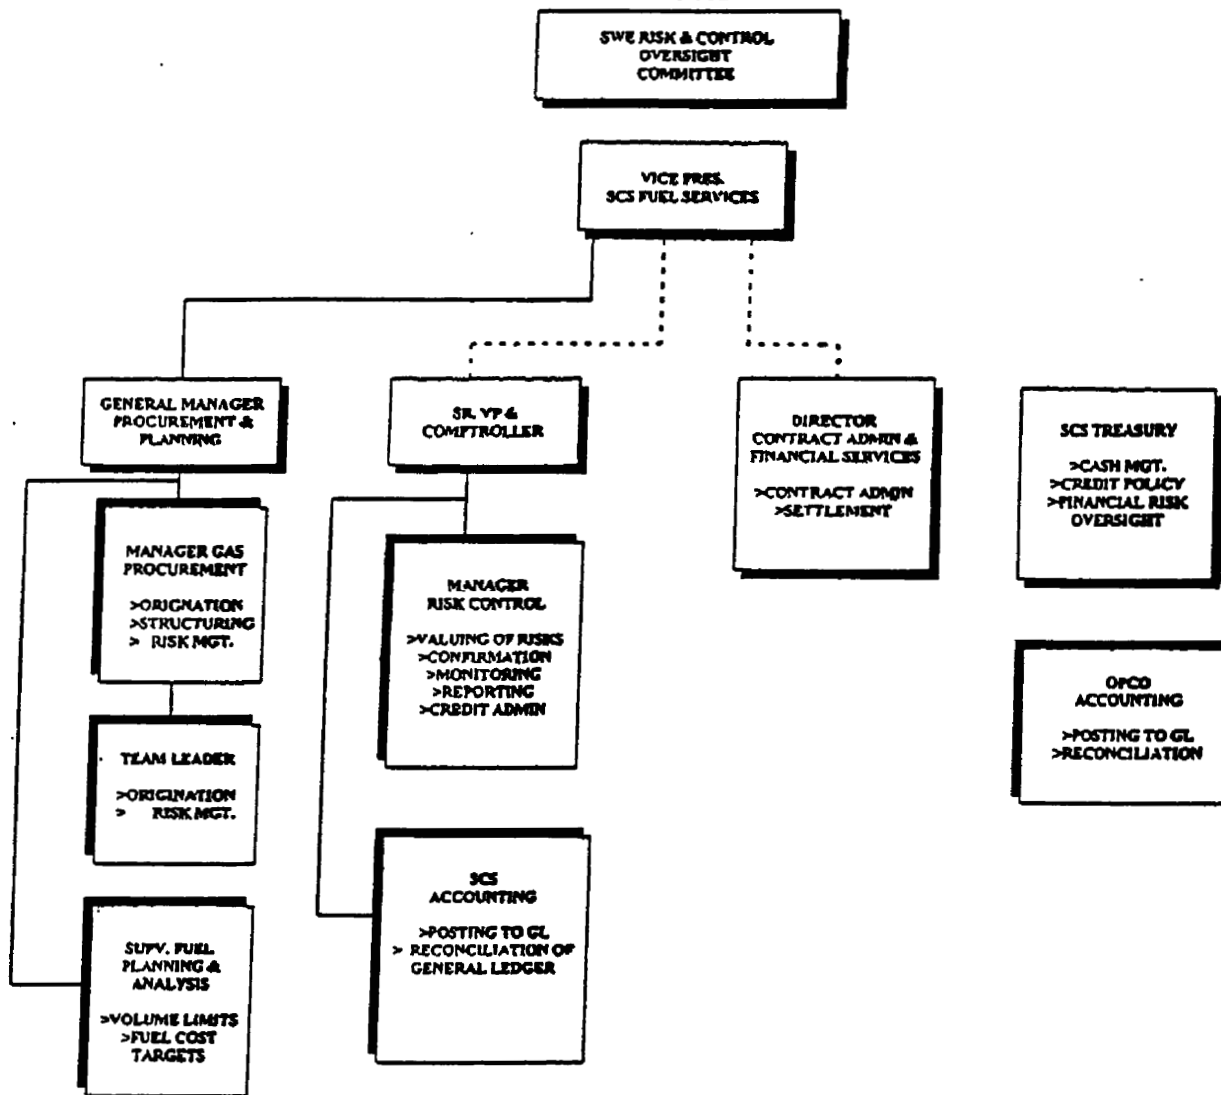 SWE RISK & CONTROL
OVERSIGHT
COMMITTEE
VICE PRES.
SCS FUEL SERVICES
GENERAL MANAGER
PROCUREMENT &
PLANNING
SR. VP &
COMPTROLLER
DIRECTOR
CONTRACT ADMIN &
FINANCIAL SERVICES
>CONTRACT ADMIN
>SETTLEMENT
SCS TREASURY
>CASH MGT.
>CREDIT POLICY
>FINANCIAL RISK
OVERSIGHT
MANAGER GAS
PROCUREMENT
>ORIGNATION
>STRUCTURING
> RISK MGT.
MANAGER
RISK CONTROL
>VALUING OF RISKS
>CONFIRMATION
>MONITORING
>REPORTING
>CREDIT ADMIN
OPCO
ACCOUNTING
>POSTING TO GL
>RECONCILIATION
TEAM LEADER
>ORIGINATION
> RISK MGT.
SCS
ACCOUNTING
>POSTING TO GL
> RECONCILIATION OF
GENERAL LEDGER
SUPV. FUEL
PLANNING &
ANALYSIS
>VOLUME LIMITS
>FUEL COST
TARGETS